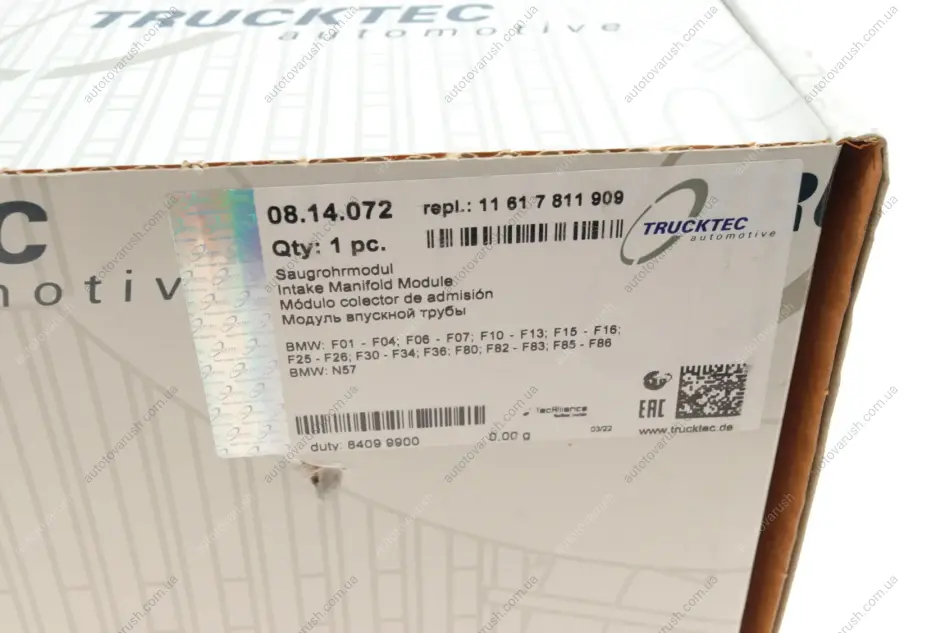 TRUCKTEC
automotive
08.14.072
repl.: 11 61 7 811 909
Qty: 1 pc.
TRUCKTEC
automotive
Saugrohrmodul
Intake Manifold Module
Módulo colector de admisión
Модуль впускной трубы
BMW: F01 - F04; F06 - F07; F10 - F13; F15 - F16;
F25 - F26; F30 - F34; F36; F80; F82 - F83; F85 - F86
BMW: N57
TecAlliance
EAC
duty: 8409 9900
0,00 g
03/22
www.trucktec.de
autotovarush.com.ua